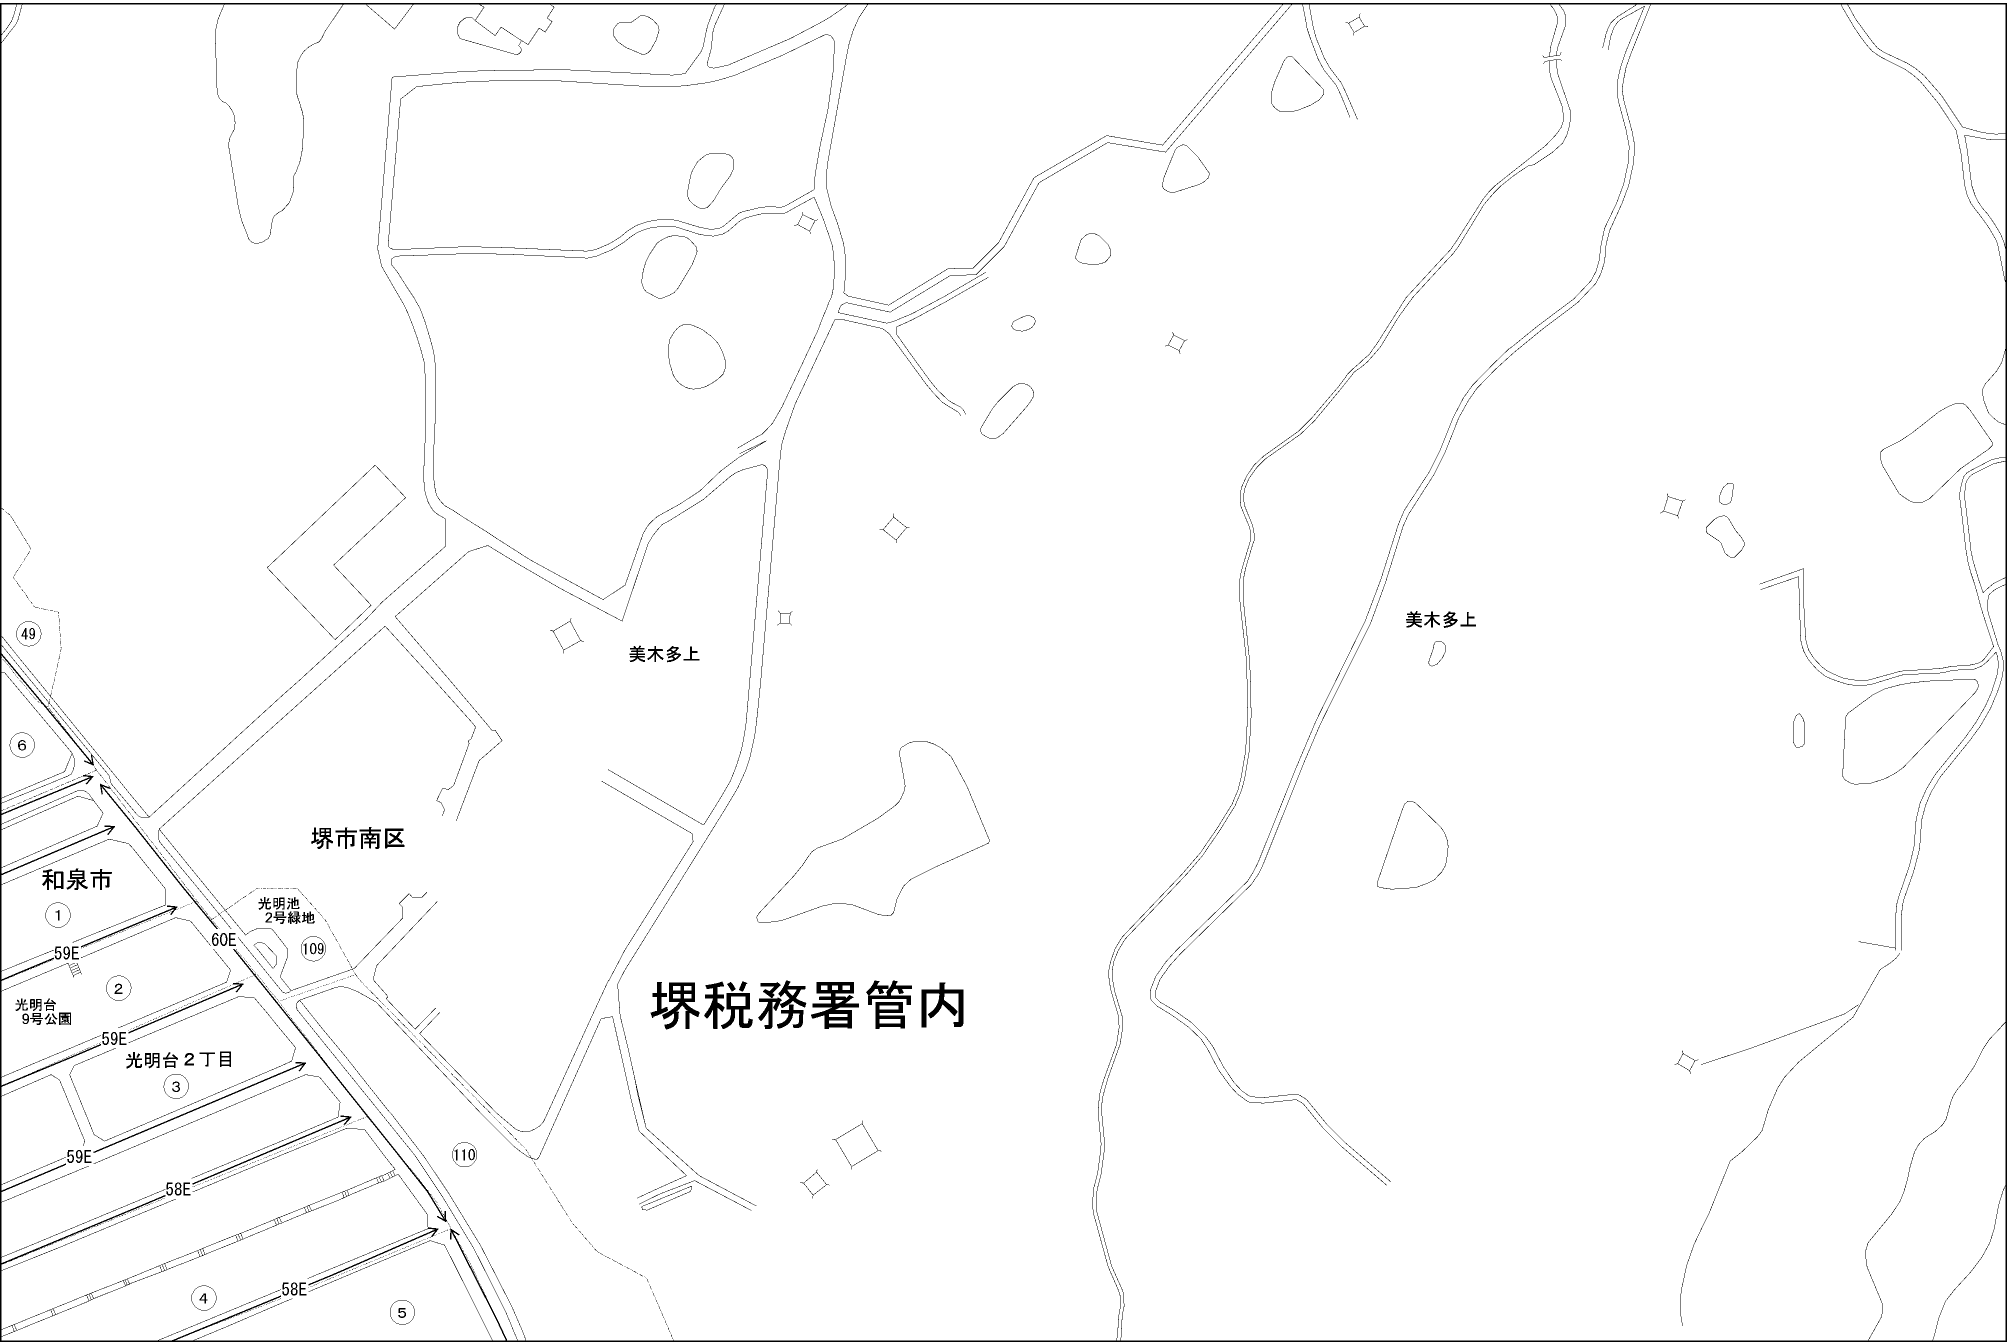 49
美木多上
美木多上
6
堺市南区
和泉市
1
光明池
2号緑地
109
60E
59E
2
堺税務署管内
光明台
9号公園
59E
光明台2丁目
3
59E
110
58E
58E
4
5